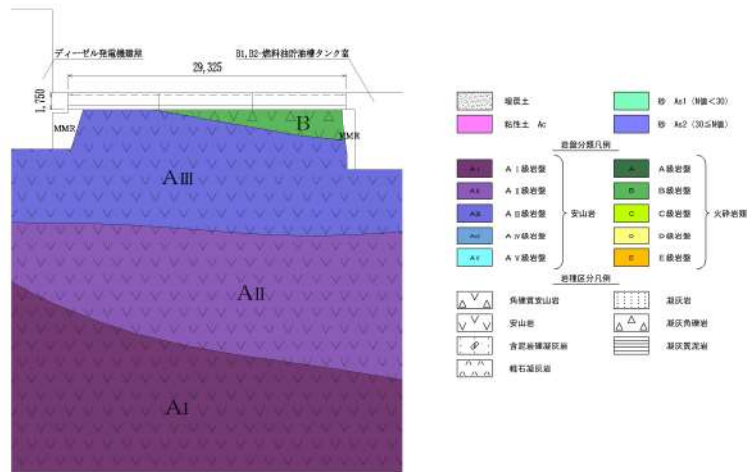 ディーゼル発電機建屋
B1,B2-燃料油貯油槽タンク室
29,325
1,750
MMR
B
MMR
AⅢ
AⅡ
AⅠ
埋戻土
砂 As1 (N値<30)
粘性土 Ac
砂 As2 (30≦N値)
岩盤分類凡例
AⅠ AⅠ級岩盤
A A級岩盤
AⅡ AⅡ級岩盤
B B級岩盤
AⅢ AⅢ級岩盤
安山岩
C C級岩盤
火砕岩類
AⅣ AⅣ級岩盤
D D級岩盤
AⅤ AⅤ級岩盤
E E級岩盤
岩種区分凡例
角礫質安山岩
凝灰岩
安山岩
凝灰角礫岩
含泥岩礫凝灰岩
凝灰質泥岩
軽石凝灰岩